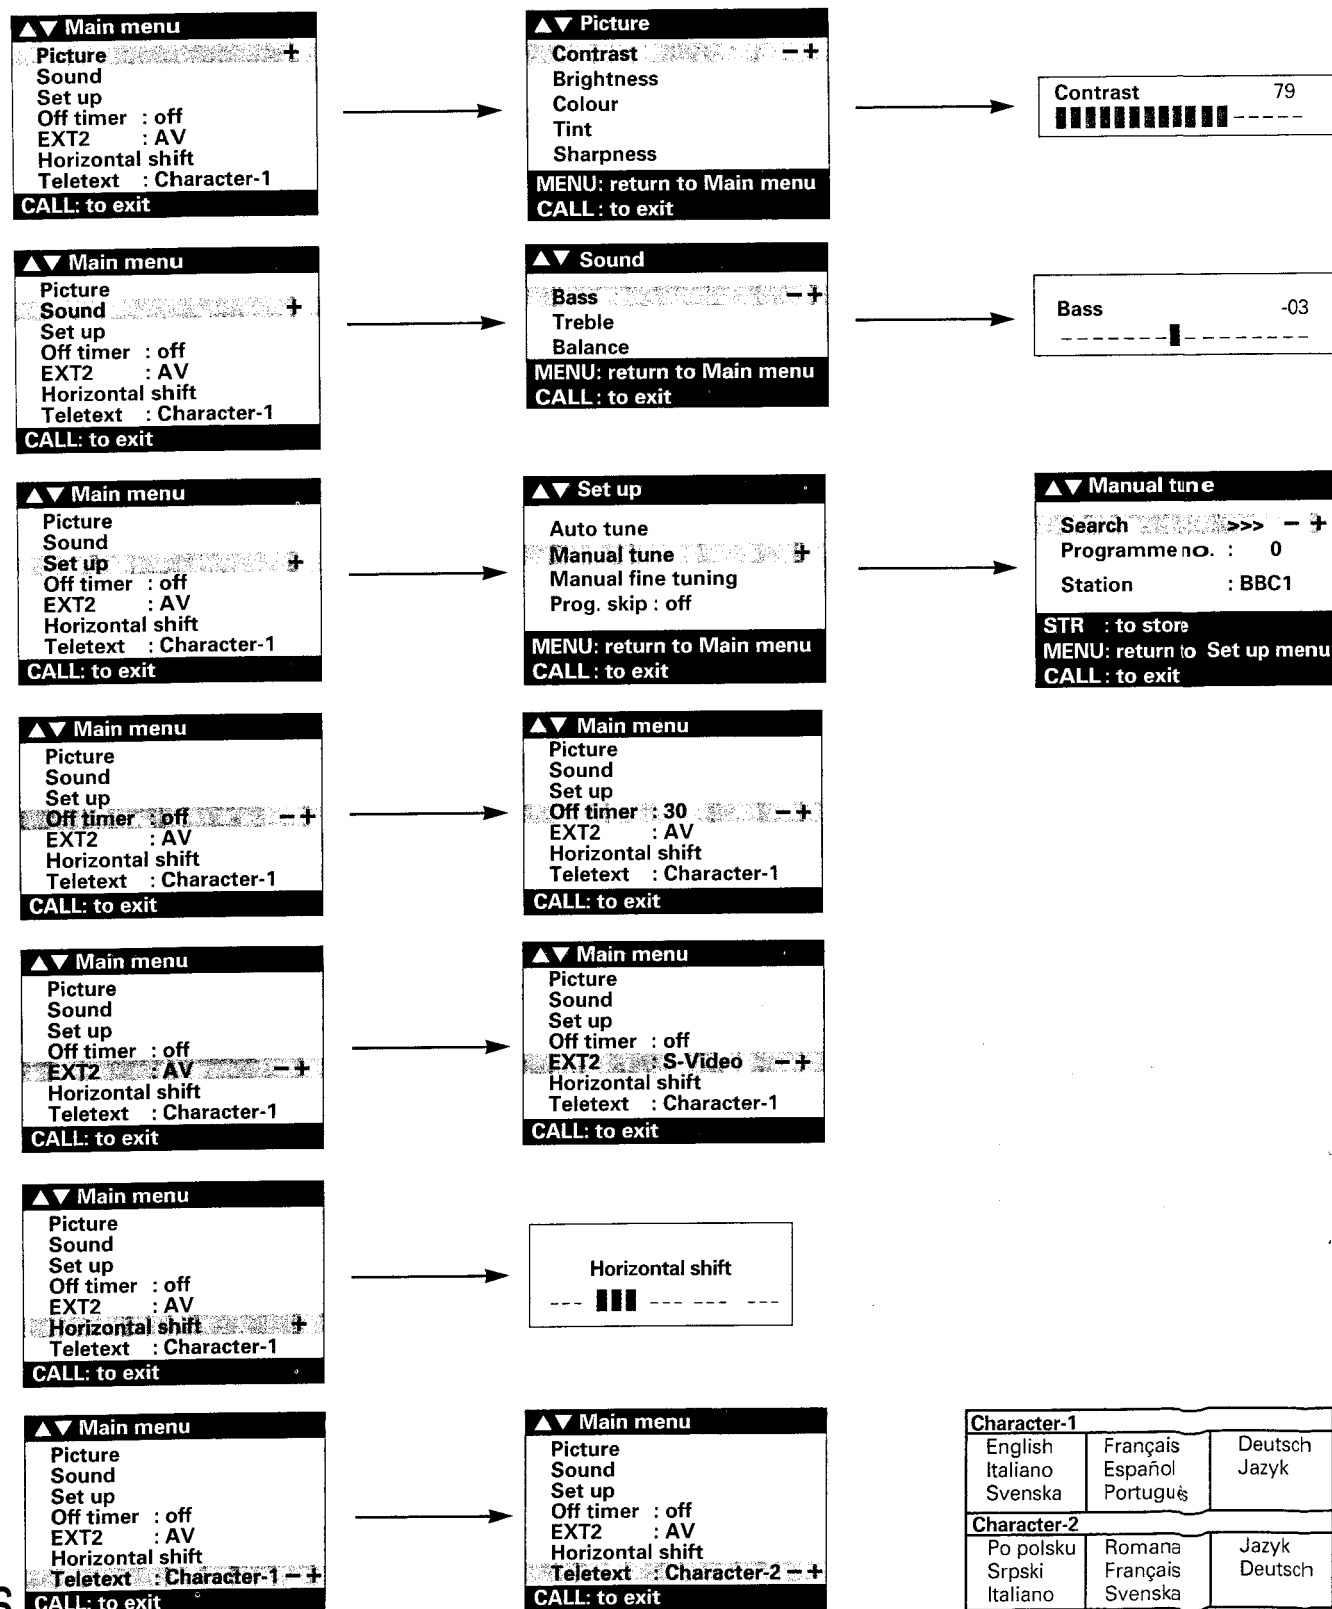 ▲▼ Main menu
Picture +
Sound
Set up
Off timer : off
EXT2 : AV
Horizontal shift
Teletext : Character-1
CALL: to exit
▲▼ Picture
Contrast −+
Brightness
Colour
Tint
Sharpness
MENU: return to Main menu
CALL: to exit
Contrast 79
▲▼ Main menu
Picture
Sound +
Set up
Off timer : off
EXT2 : AV
Horizontal shift
Teletext : Character-1
CALL: to exit
▲▼ Sound
Bass −+
Treble
Balance
MENU: return to Main menu
CALL: to exit
Bass -03
▲▼ Main menu
Picture
Sound
Set up +
Off timer : off
EXT2 : AV
Horizontal shift
Teletext : Character-1
CALL: to exit
▲▼ Set up
Auto tune
Manual tune +
Manual fine tuning
Prog. skip : off
MENU: return to Main menu
CALL: to exit
▲▼ Manual tune
Search >>> − +
Programme no. : 0
Station : BBC1
STR : to store
MENU: return to Set up menu
CALL: to exit
▲▼ Main menu
Picture
Sound
Set up
Off timer : off −+
EXT2 : AV
Horizontal shift
Teletext : Character-1
CALL: to exit
▲▼ Main menu
Picture
Sound
Set up
Off timer : 30 −+
EXT2 : AV
Horizontal shift
Teletext : Character-1
CALL: to exit
▲▼ Main menu
Picture
Sound
Set up
Off timer : off
EXT2 : AV −+
Horizontal shift
Teletext : Character-1
CALL: to exit
▲▼ Main menu
Picture
Sound
Set up
Off timer : off
EXT2 : S-Video −+
Horizontal shift
Teletext : Character-1
CALL: to exit
▲▼ Main menu
Picture
Sound
Set up
Off timer : off
EXT2 : AV
Horizontal shift +
Teletext : Character-1
CALL: to exit
Horizontal shift
▲▼ Main menu
Picture
Sound
Set up
Off timer : off
EXT2 : AV
Horizontal shift
Teletext : Character-1 −+
CALL: to exit
▲▼ Main menu
Picture
Sound
Set up
Off timer : off
EXT2 : AV
Horizontal shift
Teletext : Character-2 −+
CALL: to exit
Character-1
English Français Deutsch
Italiano Español Jazyk
Svenska Português
Character-2
Po polsku Romana Jazyk
Srpski Français Deutsch
Italiano Svenska